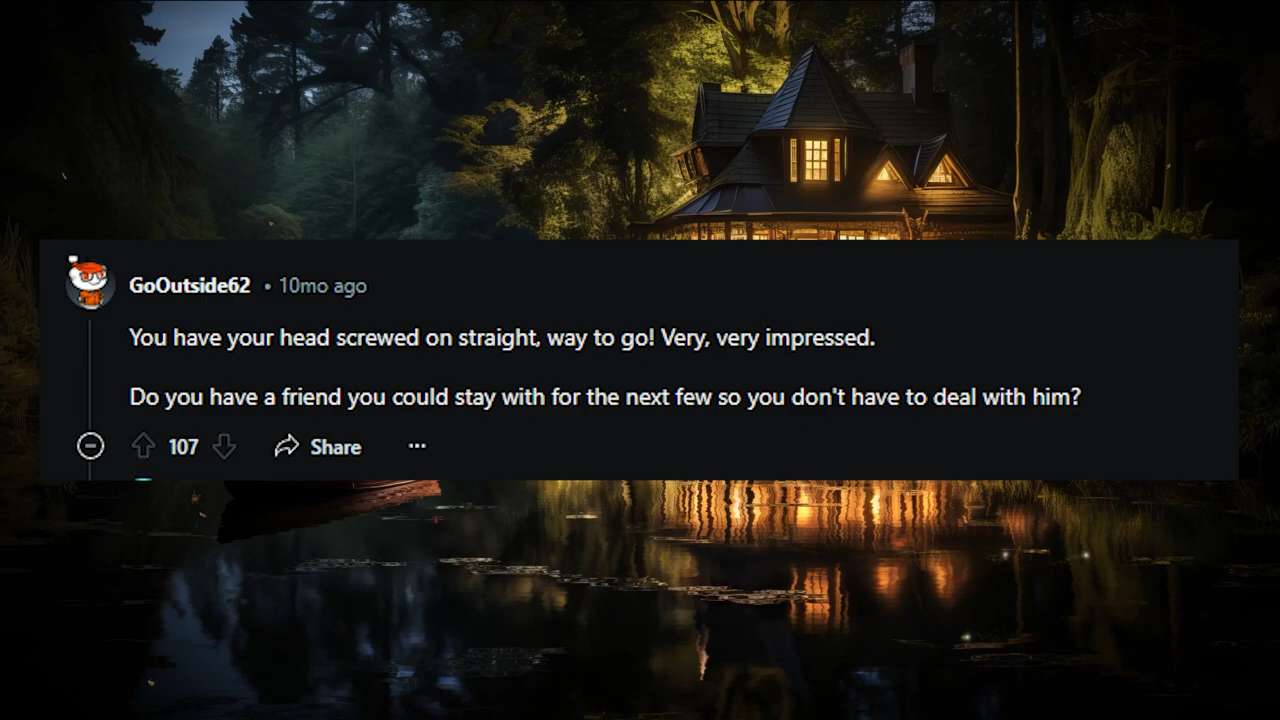 GoOutside62 • 10mo ago
You have your head screwed on straight, way to go! Very, very impressed.
Do you have a friend you could stay with for the next few so you don't have to deal with him?
107 Share ...